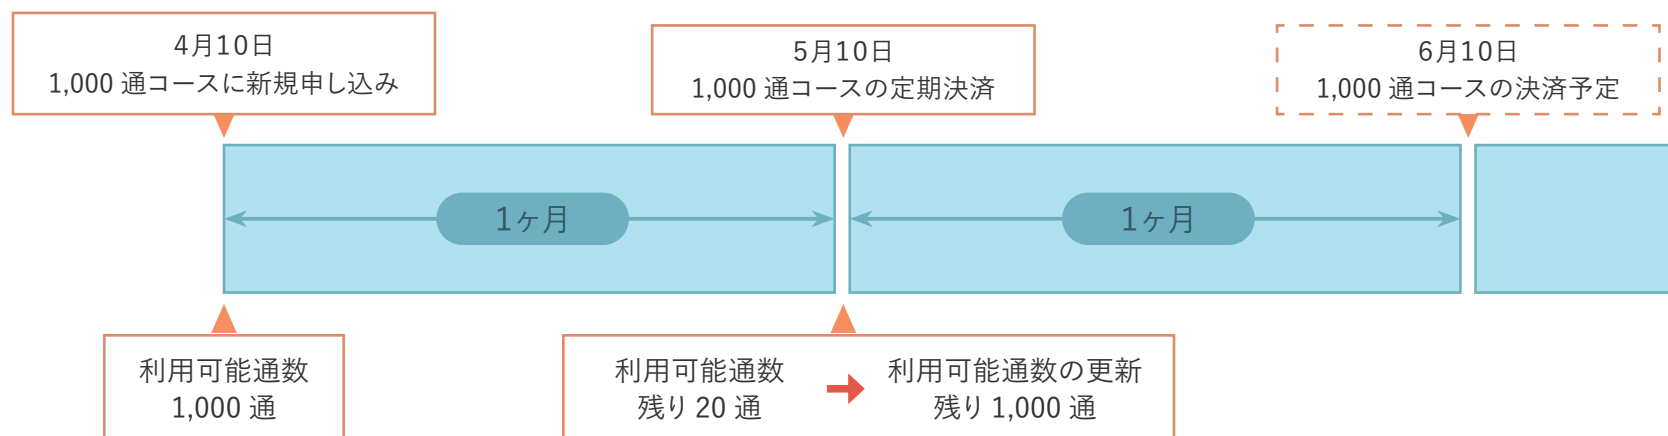 4月10日
1,000 通コースに新規申し込み
5月10日
1,000 通コースの定期決済
6月10日
1,000 通コースの決済予定
1ヶ月
1ヶ月
利用可能通数
1,000 通
利用可能通数
残り 20 通
利用可能通数の更新
残り 1,000 通